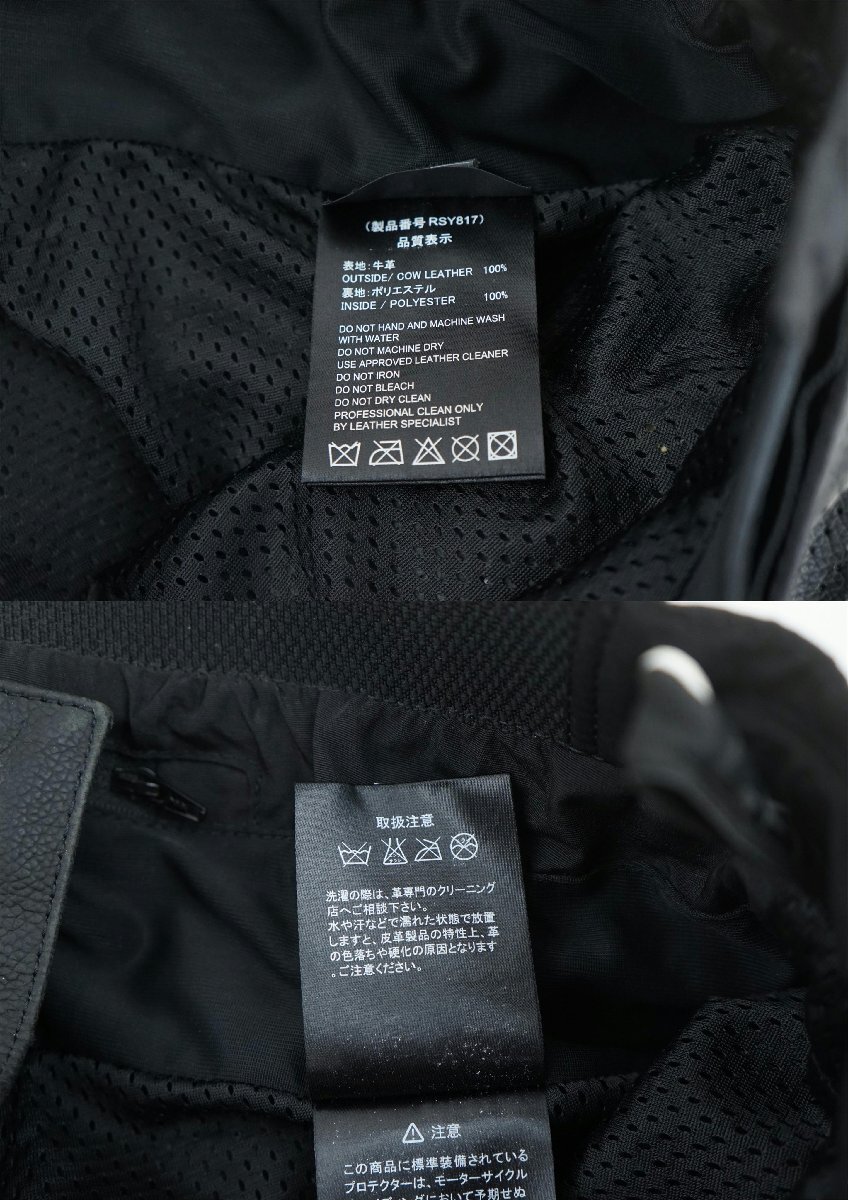 （製品番号 RSY817）
品質表示
表地：牛革
OUTSIDE/ COW LEATHER 100%
裏地：ポリエステル
INSIDE / POLYESTER 100%
DO NOT HAND AND MACHINE WASH
WITH WATER
DO NOT MACHINE DRY
USE APPROVED LEATHER CLEANER
DO NOT IRON
DO NOT BLEACH
DO NOT DRY CLEAN
PROFESSIONAL CLEAN ONLY
BY LEATHER SPECIALIST
取扱注意
洗濯の際は、革専門のクリーニング
店へご相談下さい。
水や汗などで濡れた状態で放置
しますと、皮革製品の特性上、革
の色落ちや硬化の原因となります
。ご注意ください。
注意
この商品に標準装備されている
プロテクターは、モーターサイクル
において予期せぬ